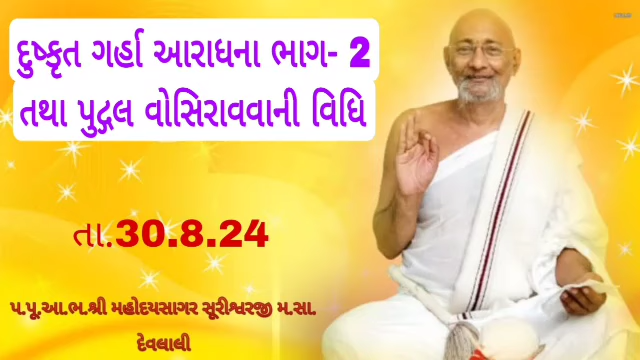 દુષ્કૃત ગર્હા આરાધના ભાગ- 2
તથા પુદ્ગલ વોસિરાવવાની વિધિ
તા.30.8.24
પ.પૂ.આ.ભ.શ્રી મહોદયસાગર સૂરીશ્વરજી મ.સા.
દેવલાલી